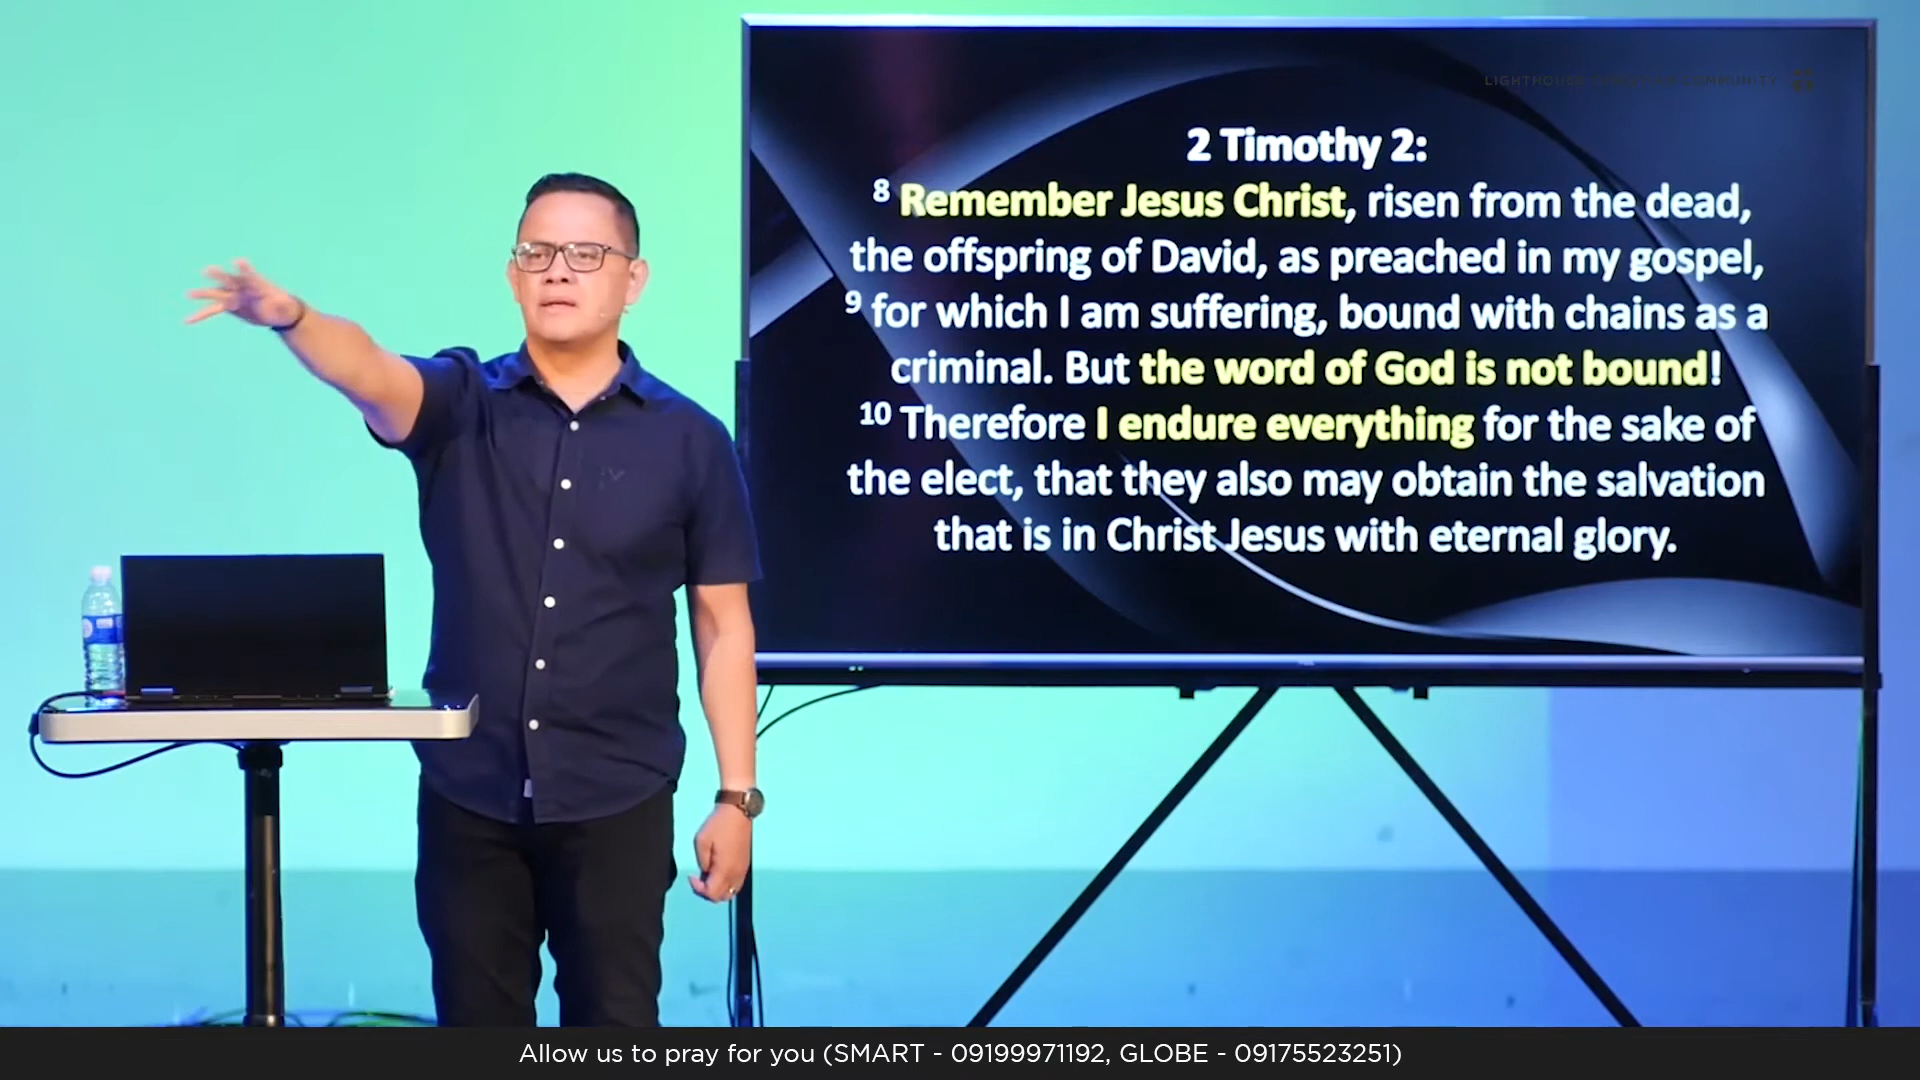 LIGHTHOUSE CHRISTIAN COMMUNITY
2 Timothy 2:
8 Remember Jesus Christ, risen from the dead,
the offspring of David, as preached in my gospel,
9 for which I am suffering, bound with chains as a
criminal. But the word of God is not bound!
10 Therefore I endure everything for the sake of
the elect, that they also may obtain the salvation
that is in Christ Jesus with eternal glory.
Allow us to pray for you (SMART - 09199971192, GLOBE - 09175523251)